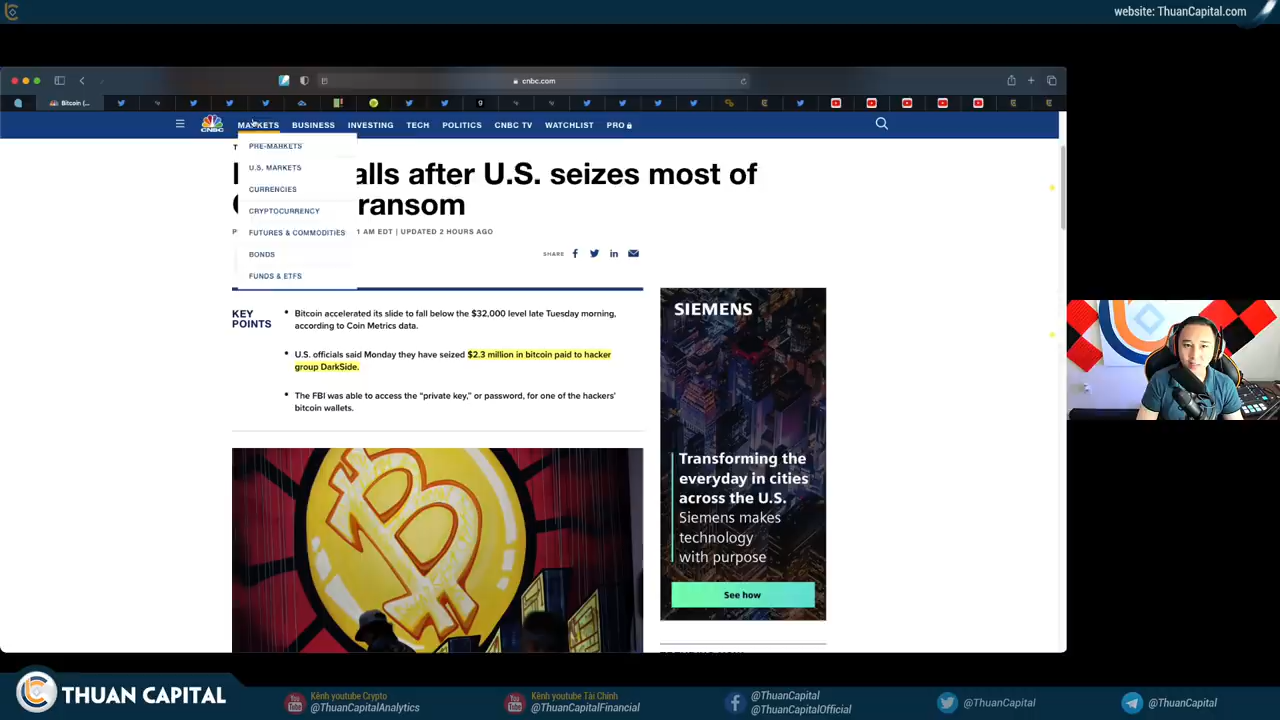 website: ThuanCapital.com
cnbc.com
Bitcoin (...
CNBC
MARKETS
BUSINESS
INVESTING
TECH
POLITICS
CNBC TV
WATCHLIST
PRO
PRE-MARKETS
U.S. MARKETS
CURRENCIES
CRYPTOCURRENCY
FUTURES & COMMODITIES
BONDS
FUNDS & ETFS
alls after U.S. seizes most of
ransom
1 AM EDT | UPDATED 2 HOURS AGO
SHARE
KEY
POINTS
Bitcoin accelerated its slide to fall below the $32,000 level late Tuesday morning,
according to Coin Metrics data.
U.S. officials said Monday they have seized $2.3 million in bitcoin paid to hacker
group DarkSide.
The FBI was able to access the “private key,” or password, for one of the hackers’
bitcoin wallets.
SIEMENS
Transforming the
everyday in cities
across the U.S.
Siemens makes
technology
with purpose
See how
THUAN CAPITAL
Kênh youtube Crypto
@ThuanCapitalAnalytics
Kênh youtube Tài Chính
@ThuanCapitalFinancial
@ThuanCapital
@ThuanCapitalOfficial
@ThuanCapital
@ThuanCapital